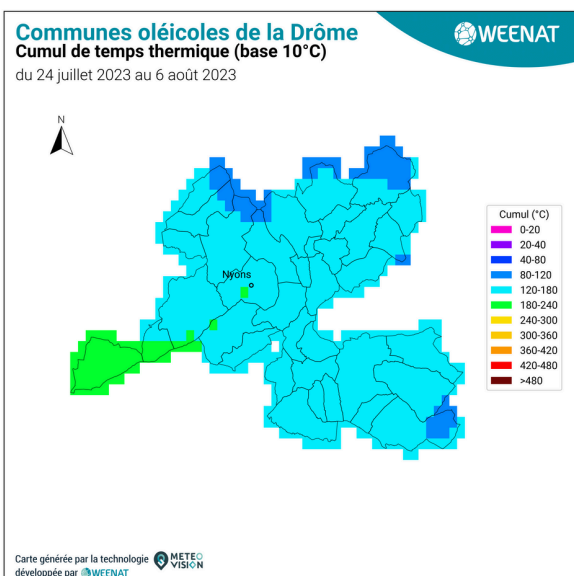 Communes oléicoles de la Drôme
Cumul de temps thermique (base 10°C)
du 24 juillet 2023 au 6 août 2023
WEENAT
N
Nyons
Cumul (°C)
0-20
20-40
40-80
80-120
120-180
180-240
240-300
300-360
360-420
420-480
>480
Carte générée par la technologie METEO VISION
développée par WEENAT